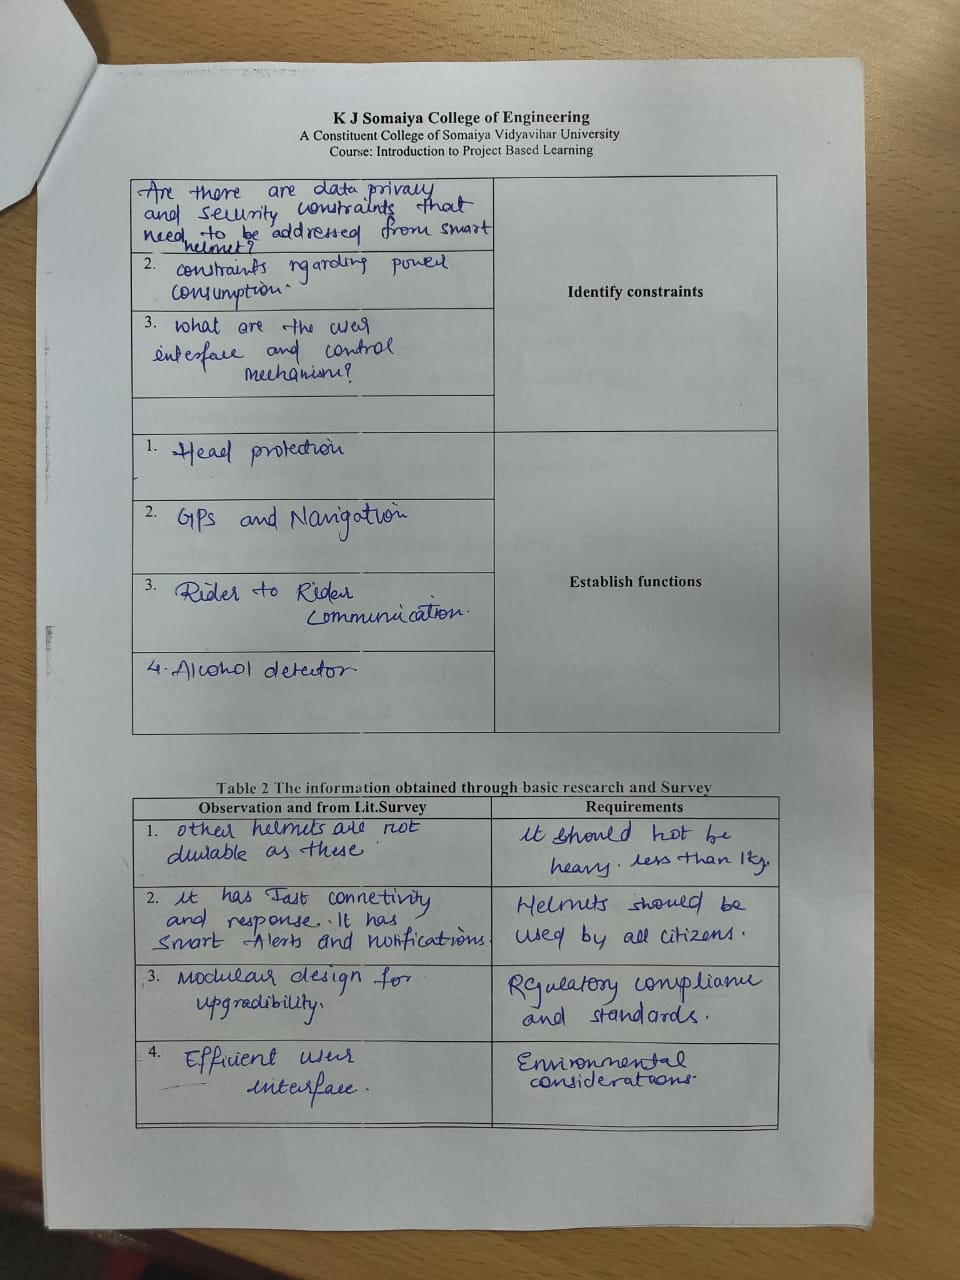 K J Somaiya College of Engineering
A Constituent College of Somaiya Vidyavihar University
Course: Introduction to Project Based Learning
Are there are data privacy
and security constraints that
need to be addressed from smart
helmet?
2. constraints rgarding power
consumption.
3. what are the user
interface and control
mechanism?
Identify constraints
1. Head protection
2. GPS and Navigation
3. Rider to Rider
communication.
4. Alcohol detector
Establish functions
Table 2 The information obtained through basic research and Survey
Observation and from Lit.Survey
Requirements
1. other helmets are not
durable as these
it should not be
heavy. less than 1kg.
2. it has Fast connetivity
and response. It has
Smart Alerts and notifications.
Helmets should be
used by all citizens.
3. Modular design for
upgradibility.
Rgulatory compliance
and standards.
4. Efficient user
interface.
Environmental
considerations.